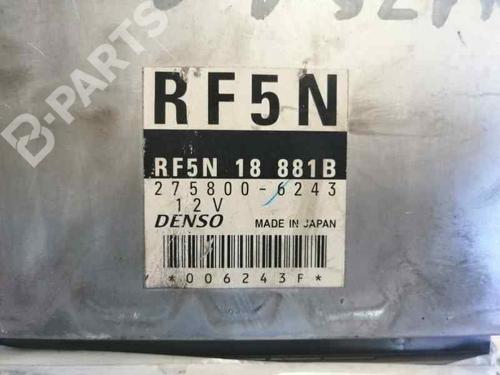 B-PARTS
RF5N
RF5N 18 881B
275800-6243
12V
DENSO MADE IN JAPAN
*006243F*